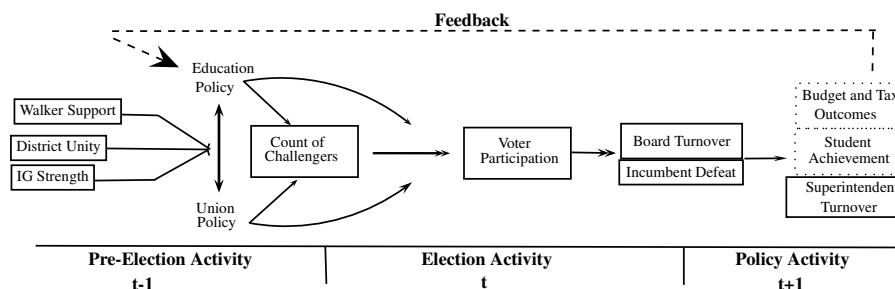 Feedback
Education
Policy
Walker Support
District Unity
IG Strength
Count of
Challengers
Union
Policy
Voter
Participation
Board Turnover
Incumbent Defeat
Budget and Tax
Outcomes
Student
Achievement
Superintenden
Turnover
Pre-Election Activity
t-1
Election Activity
t
Policy Activity
t+1